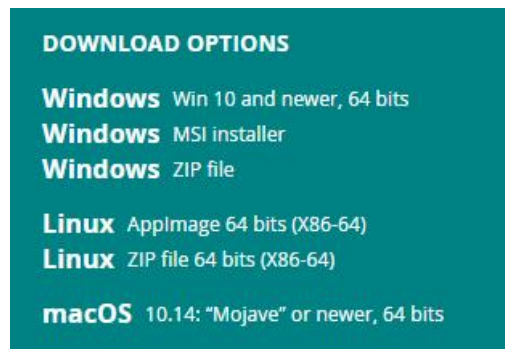 DOWNLOAD OPTIONS
Windows Win 10 and newer, 64 bits
Windows MSI installer
Windows ZIP file
Linux AppImage 64 bits (X86-64)
Linux ZIP file 64 bits (X86-64)
macOS 10.14: “Mojave” or newer, 64 bits